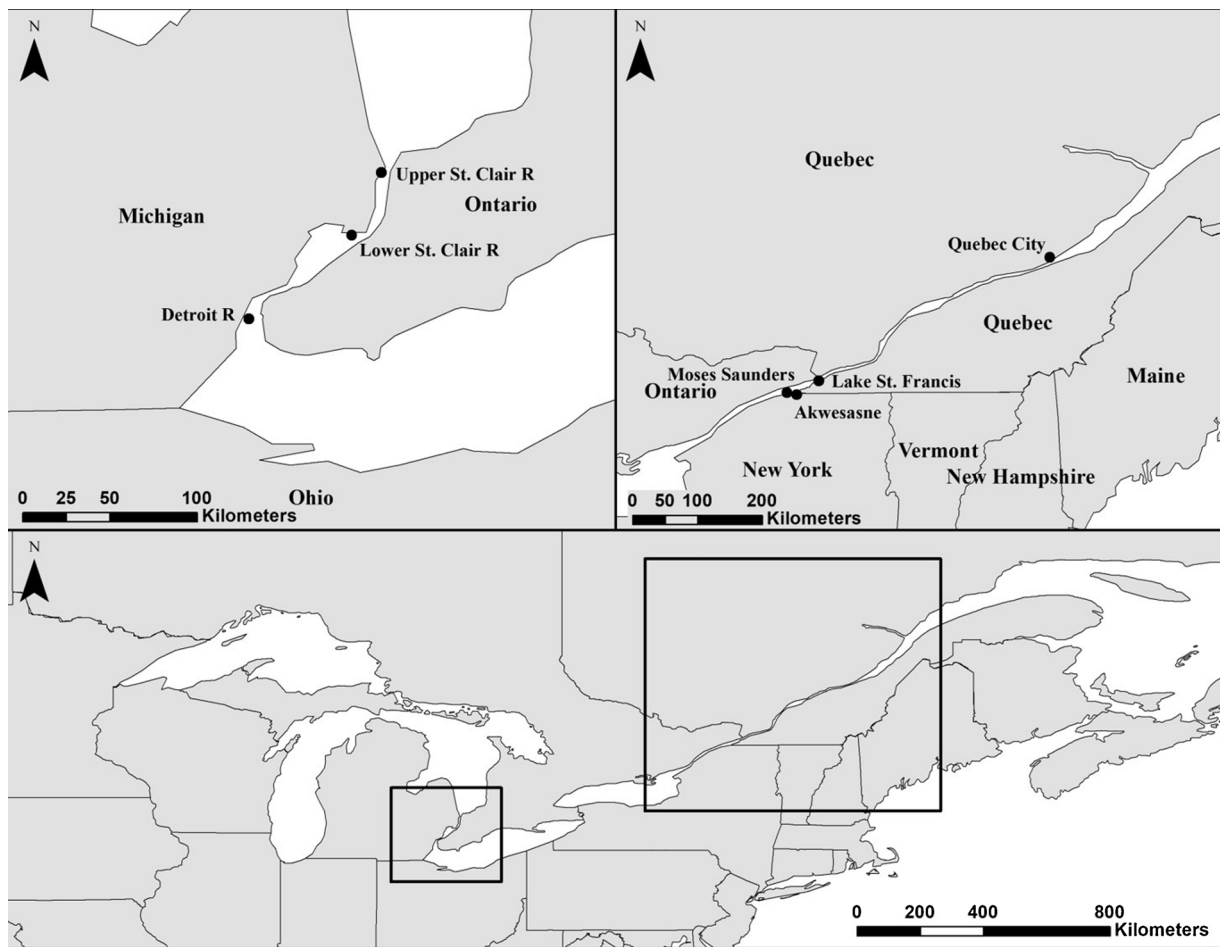 N
Upper St. Clair R
Michigan
Ontario
Lower St. Clair R
Detroit R
Ohio
0 25 50 100
Kilometers
N
Quebec
Quebec City
Quebec
Moses Saunders
Lake St. Francis
Ontario
Maine
Akwesasne
Vermont
New York
New Hampshire
0 50 100 200
Kilometers
N
0 200 400 800
Kilometers